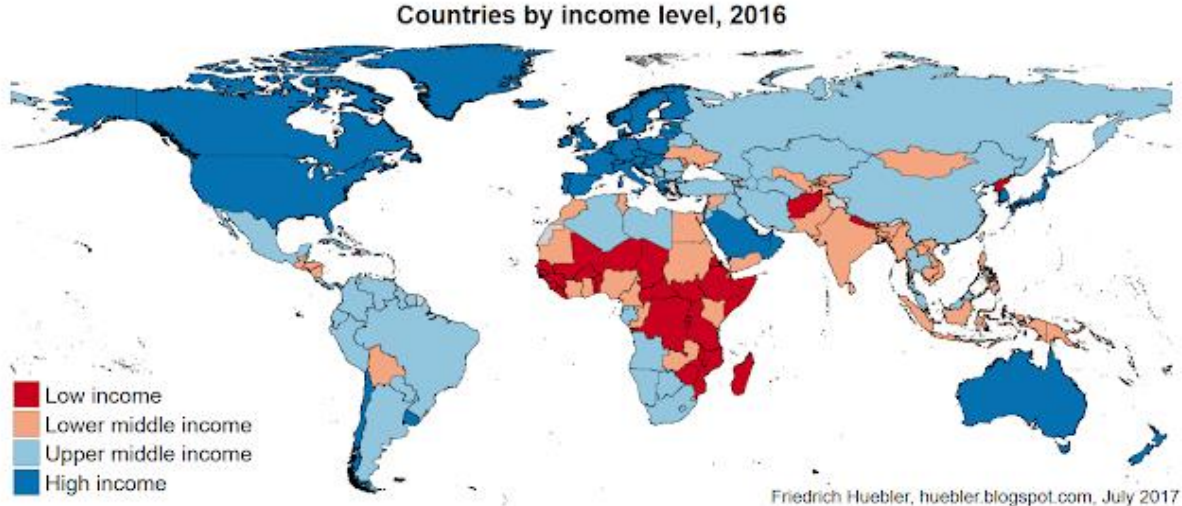 Countries by income level, 2016
Low income
Lower middle income
Upper middle income
High income
Friedrich Huebler, huebler.blogspot.com, July 2017